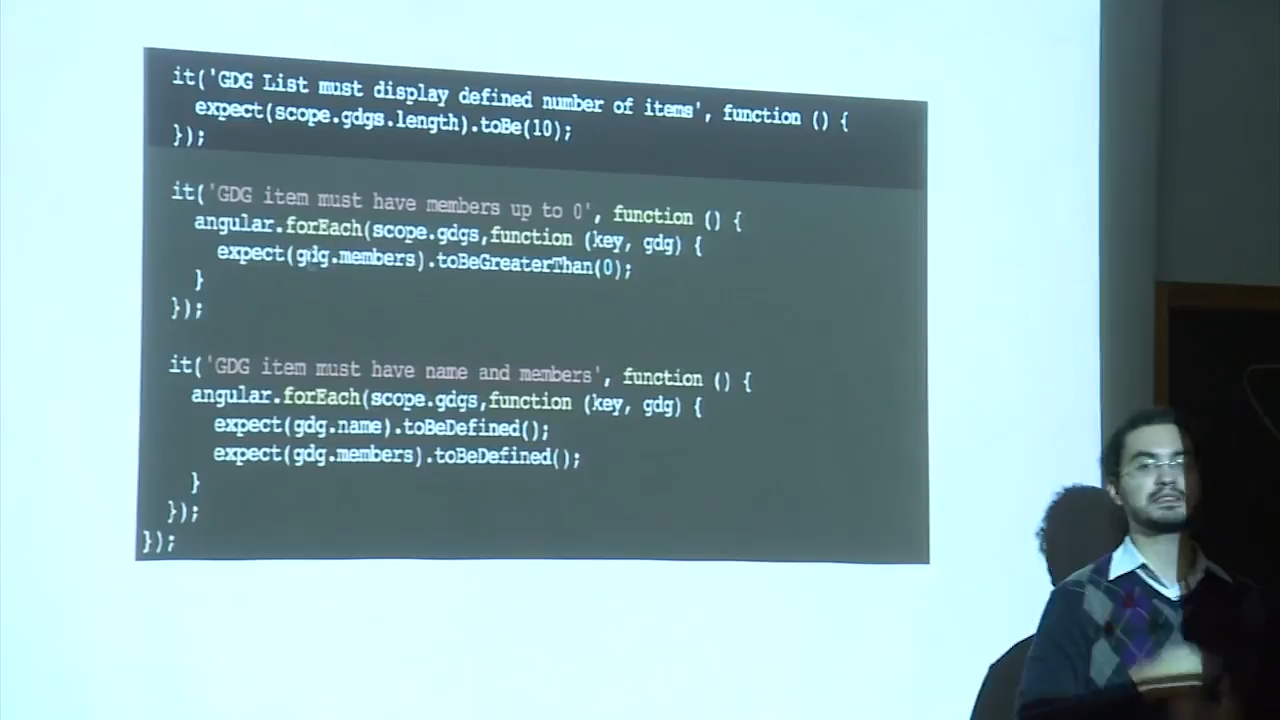 it('GDG List must display defined number of items', function () {
expect(scope.gdgs.length).toBe(10);
});
it('GDG item must have members up to 0', function () {
angular.forEach(scope.gdgs,function (key, gdg) {
expect(gdg.members).toBeGreaterThan(0);
}
});
it('GDG item must have name and members', function () {
angular.forEach(scope.gdgs,function (key, gdg) {
expect(gdg.name).toBeDefined();
expect(gdg.members).toBeDefined();
}
});
});